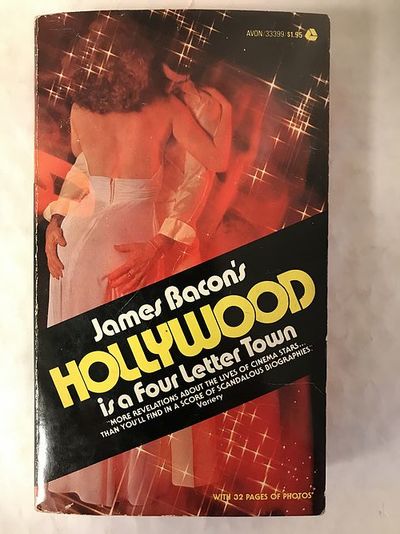 AVON/33399/$1.95
James Bacon's
HOLLYWOOD
is a Four Letter Town
"MORE REVELATIONS ABOUT THE LIVES OF CINEMA STARS...
THAN YOU'LL FIND IN A SCORE OF SCANDALOUS BIOGRAPHIES".
Variety
WITH 32 PAGES OF PHOTOS